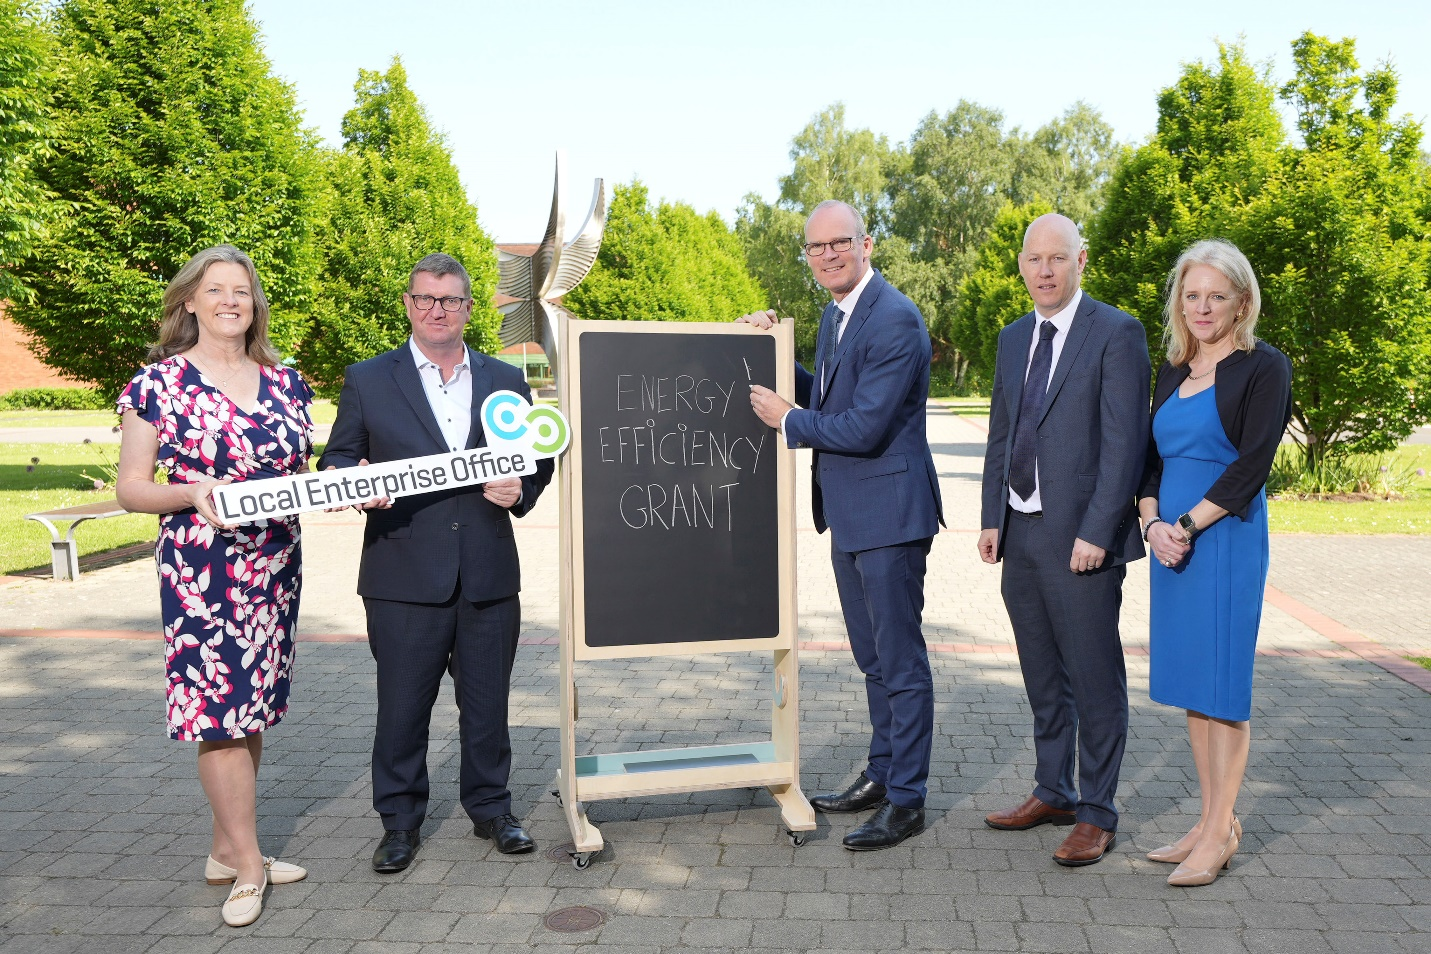 Local Enterprise Office
ENERGY
EFFICIENCY
GRANT